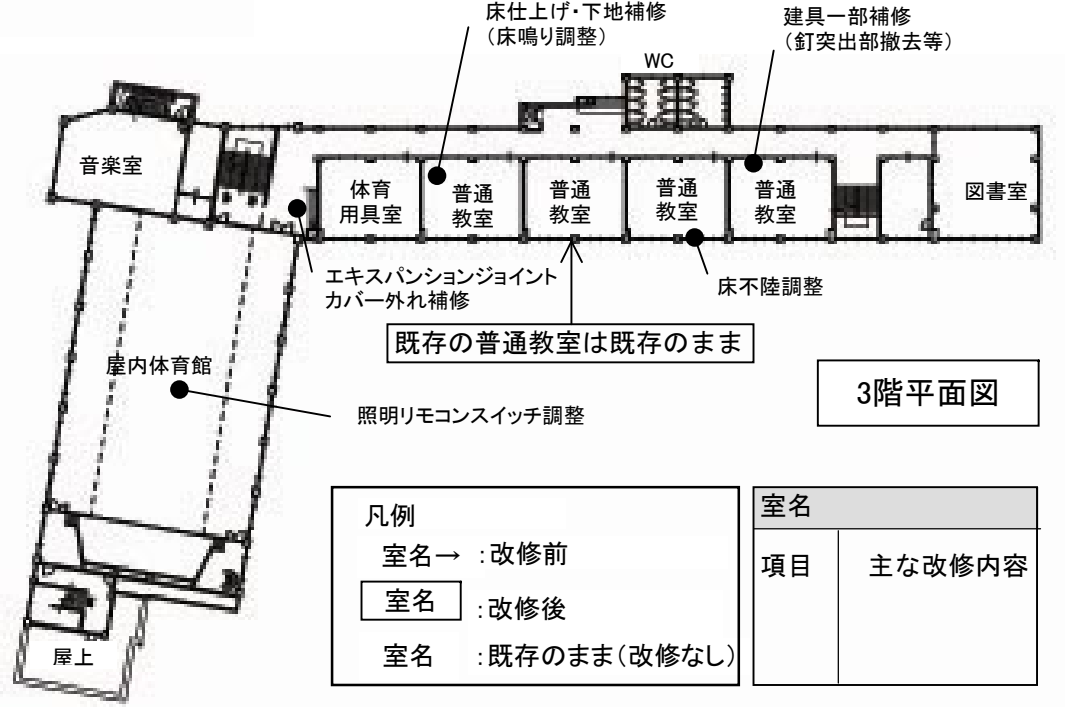 床仕上げ・下地補修
(床鳴り調整)
建具一部補修
(釘突出部撤去等)
WC
音楽室
体育
用具室
普通
教室
普通
教室
普通
教室
普通
教室
図書室
エキスパンションジョイント
カバー外れ補修
床不陸調整
既存の普通教室は既存のまま
屋内体育館
3階平面図
照明リモコンスイッチ調整
凡例
室名→ :改修前
室名 :改修後
室名 :既存のまま(改修なし)
室名
項目 主な改修内容
屋上